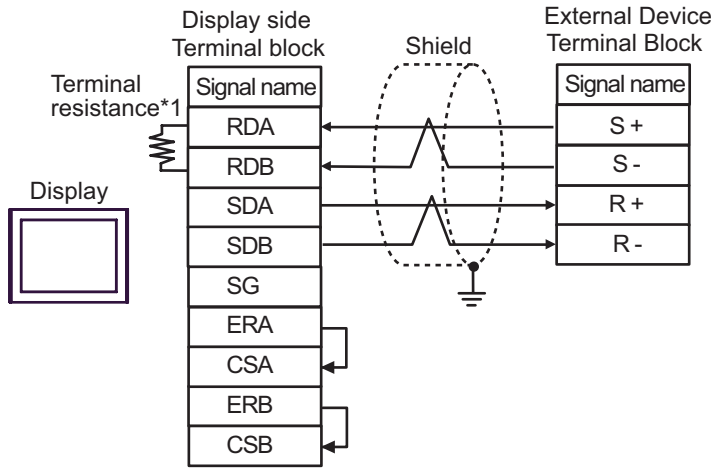 Display side
Terminal block
Shield
External Device
Terminal Block
Terminal
resistance*1
Signal name
Signal name
RDA
S +
RDB
S -
Display
SDA
R +
SDB
R -
SG
ERA
CSA
ERB
CSB